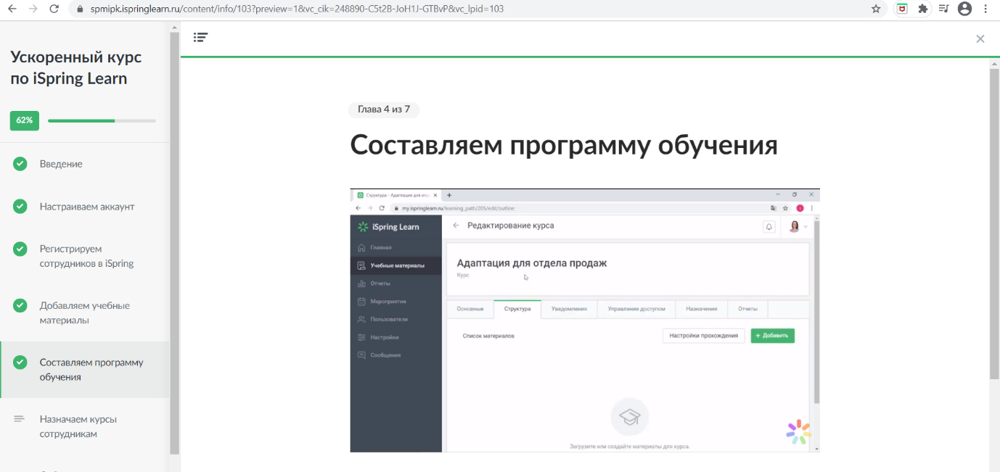 spmipk.ispringlearn.ru/content/info/103?preview=1&vc_cik=248890-C5t2B-JoH1J-GTBvP&vc_lpid=103
Ускоренный курс
по iSpring Learn
62%
Введение
Настраиваем аккаунт
Регистрируем
сотрудников в iSpring
Добавляем учебные
материалы
Составляем программу
обучения
Назначаем курсы
сотрудникам
Глава 4 из 7
Составляем программу обучения
Структура - Адаптация для отд
my.ispringlearn.ru/learning_path/205/edit/outline
iSpring Learn
Редактирование курса
Главная
Учебные материалы
Отчеты
Мероприятия
Пользователи
Настройки
Сообщения
Адаптация для отдела продаж
Курс
Основные Структура Уведомления Управление доступом Назначения Отчеты
Список материалов
Настройки прохождения
+ Добавить
Загрузите или создайте материалы для курса.